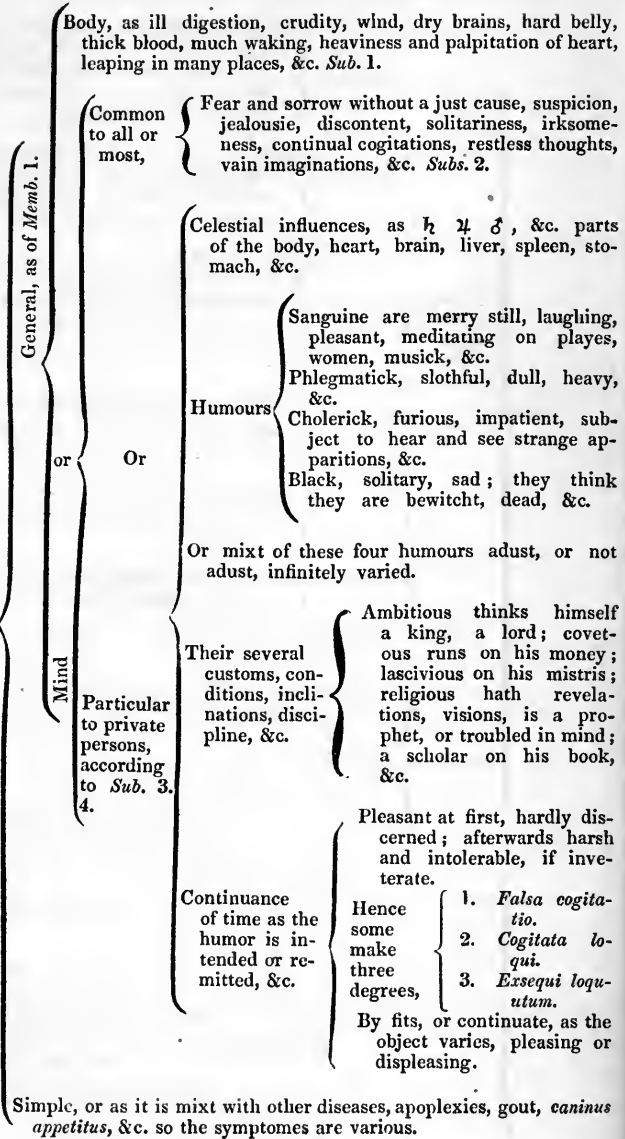 Body, as ill digestion, crudity, wind, dry brains, hard belly,
thick blood, much waking, heaviness and palpitation of heart,
leaping in many places, &c. Sub. 1.
General, as of Memb. 1.
Common
to all or
most,
Fear and sorrow without a just cause, suspicion,
jealousie, discontent, solitariness, irksome-
ness, continual cogitations, restless thoughts,
vain imaginations, &c. Subs. 2.
or
Mind
Or
Particular
to private
persons,
according
to Sub. 3.
4.
Celestial influences, as ♄ ♃ ♂, &c. parts
of the body, heart, brain, liver, spleen, sto-
mach, &c.
Humours
Sanguine are merry still, laughing,
pleasant, meditating on playes,
women, musick, &c.
Phlegmatick, slothful, dull, heavy,
&c.
Cholerick, furious, impatient, sub-
ject to hear and see strange ap-
paritions, &c.
Black, solitary, sad; they think
they are bewitcht, dead, &c.
Or mixt of these four humours adust, or not
adust, infinitely varied.
Their several
customs, con-
ditions, incli-
nations, disci-
pline, &c.
Ambitious thinks himself
a king, a lord; covet-
ous runs on his money;
lascivious on his mistris;
religious hath revela-
tions, visions, is a pro-
phet, or troubled in mind;
a scholar on his book,
&c.
Continuance
of time as the
humor is in-
tended or re-
mitted, &c.
Pleasant at first, hardly dis-
cerned; afterwards harsh
and intolerable, if inve-
terate.
Hence
some
make
three
degrees,
1. Falsa cogita-
tio.
2. Cogitata lo-
qui.
3. Exsequi loqu-
utum.
By fits, or continuate, as the
object varies, pleasing or
displeasing.
Simple, or as it is mixt with other diseases, apoplexies, gout, caninus
appetitus, &c. so the symptomes are various.